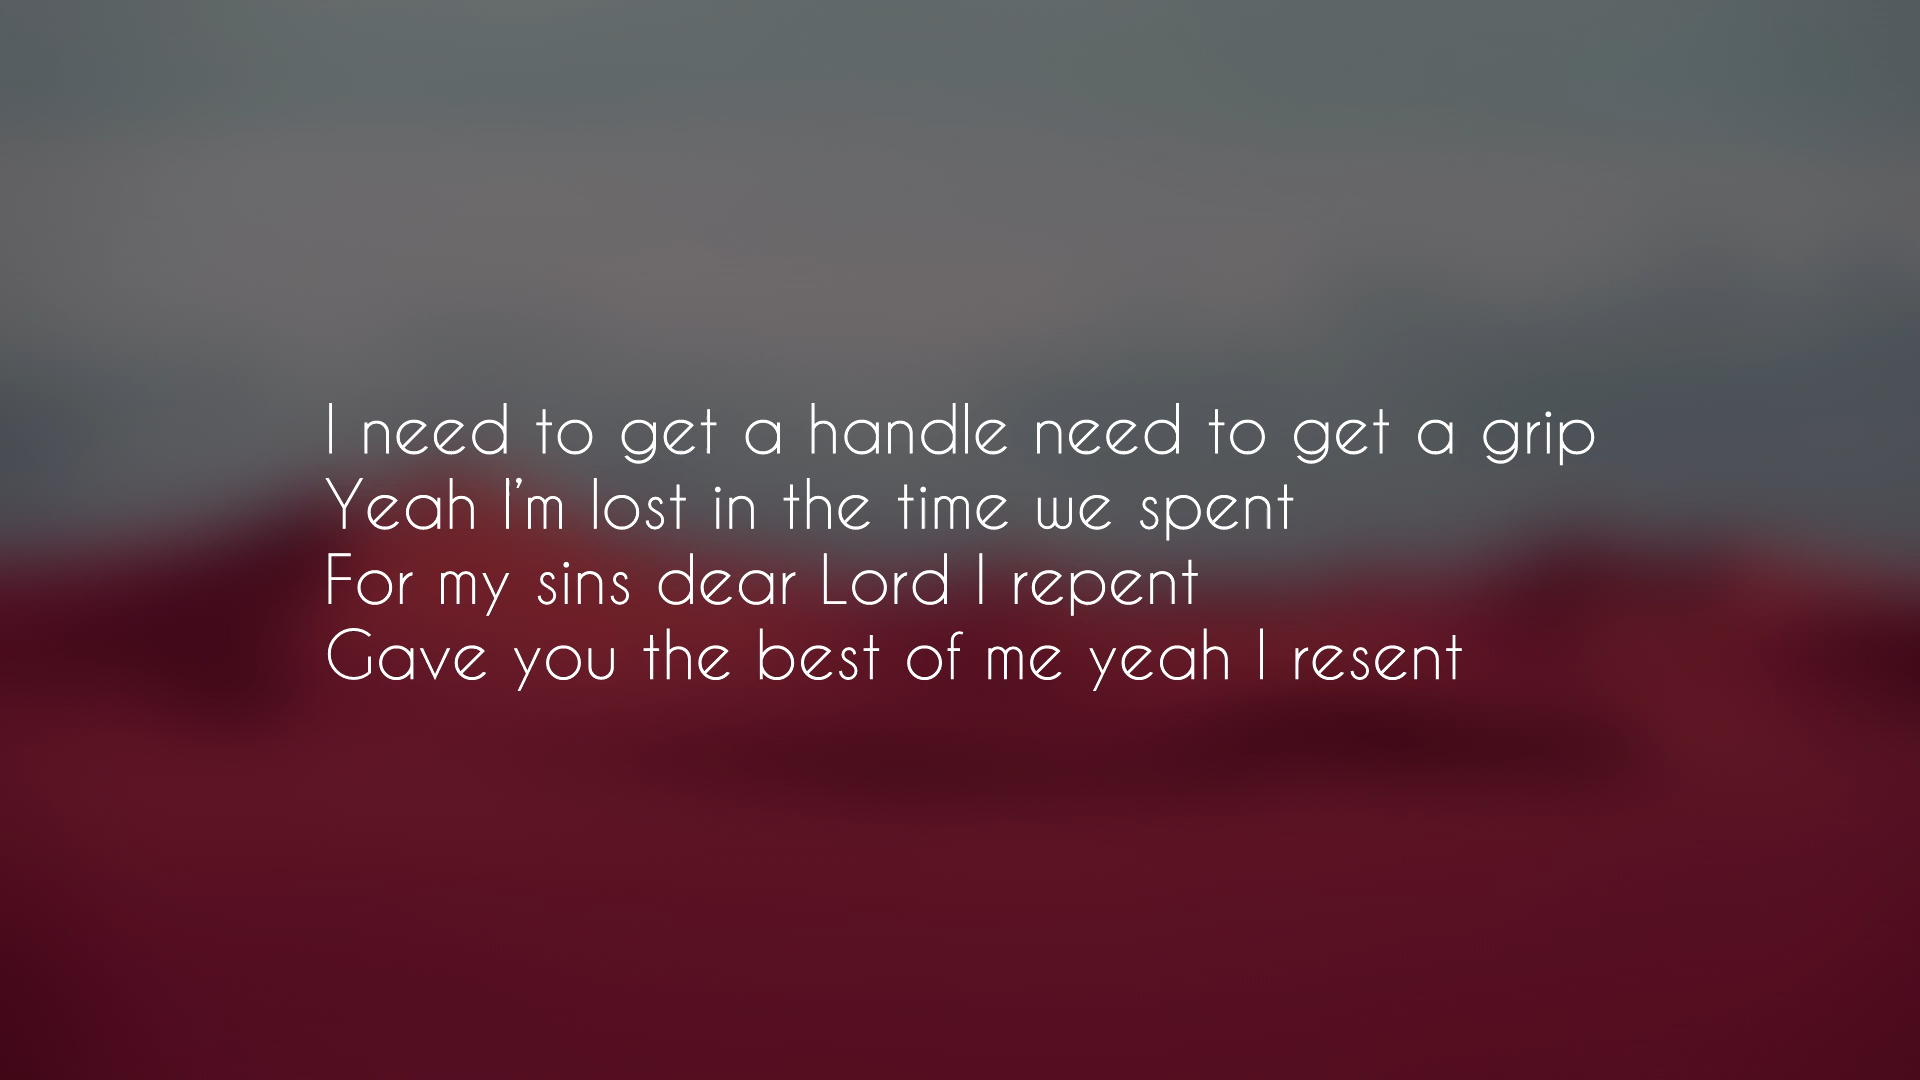 I need to get a handle need to get a grip
Yeah I'm lost in the time we spent
For my sins dear Lord I repent
Gave you the best of me yeah I resent